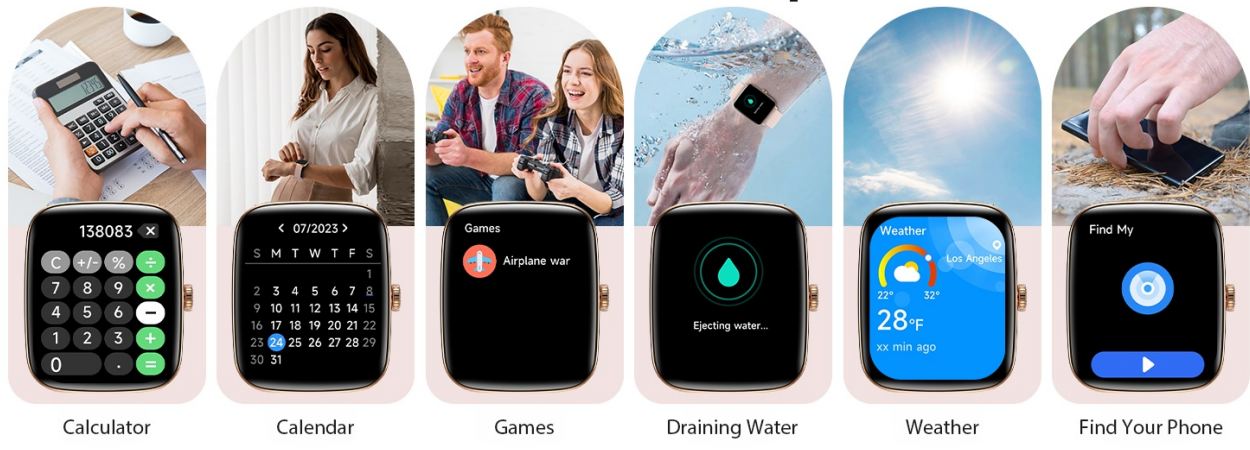 138083
C +/- % ÷
7 8 9 ×
4 5 6 −
1 2 3 +
0 . =
Calculator
< 07/2023 >
S M T W T F S
1
2 3 4 5 6 7 8
9 10 11 12 13 14 15
16 17 18 19 20 21 22
23 24 25 26 27 28 29
30 31
Calendar
Games
Airplane war
Games
Ejecting water...
Draining Water
Weather
Los Angeles
22° 32°
28°F
xx min ago
Weather
Find My
Find Your Phone